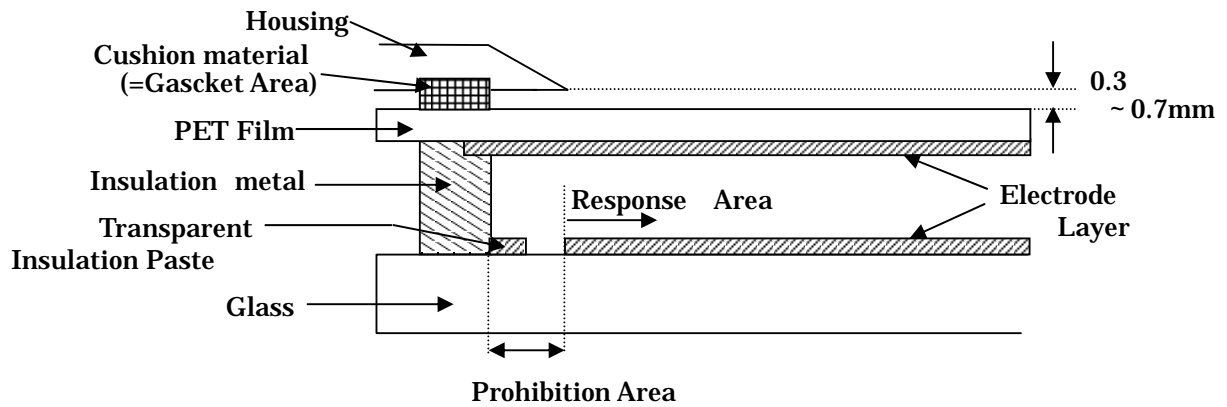 Housing
Cushion material
(=Gascket Area)
0.3
~ 0.7mm
PET Film
Insulation metal
Response Area
Electrode
Layer
Transparent
Insulation Paste
Glass
Prohibition Area